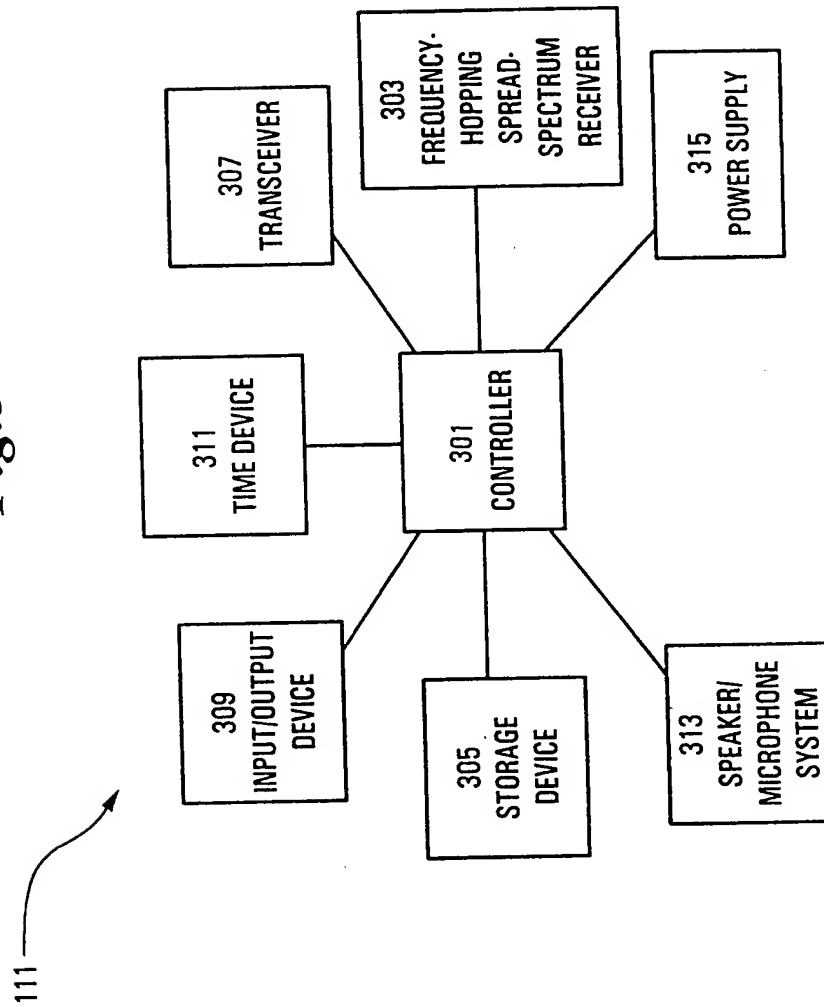 111
313
SPEAKER/
MICROPHONE
SYSTEM
305
STORAGE
DEVICE
309
INPUT/OUTPUT
DEVICE
301
CONTROLLER
311
TIME DEVICE
Fig.
315
POWER SUPPLY
303
FREQUENCY-
HOPPING
SPREAD-
SPECTRUM
RECEIVER
307
TRANSCEIVER